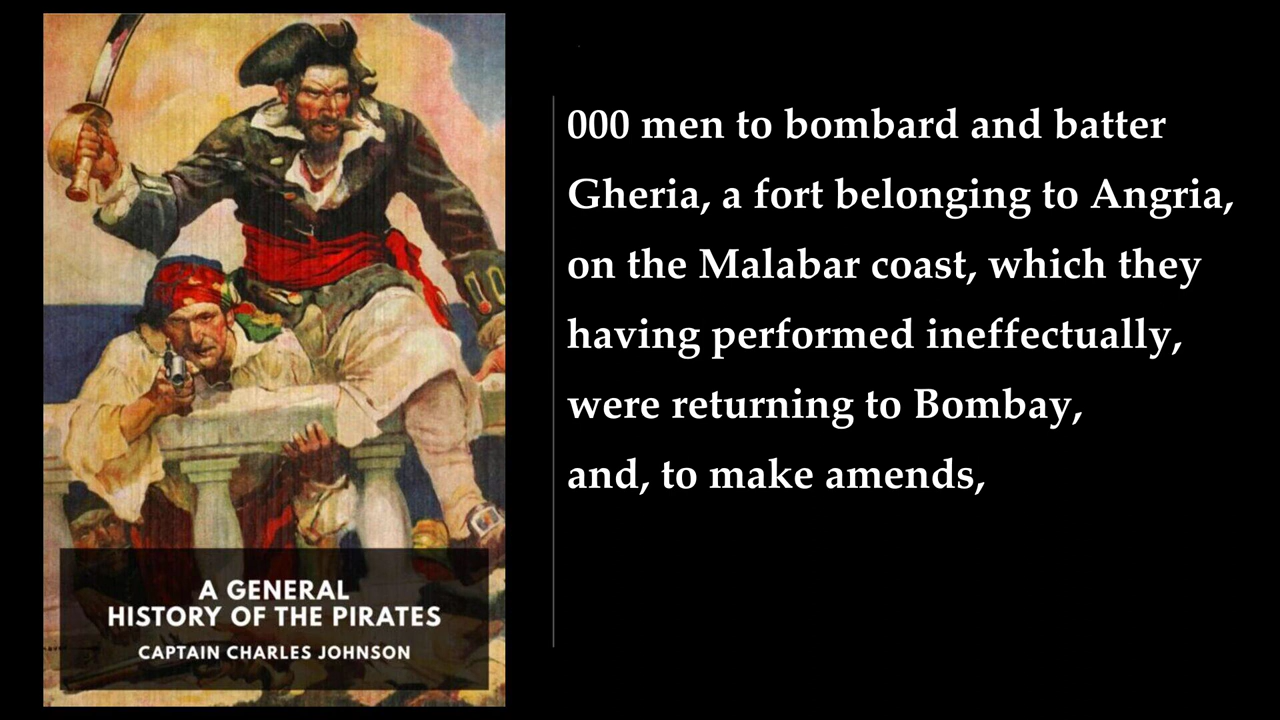 A GENERAL
HISTORY OF THE PIRATES
CAPTAIN CHARLES JOHNSON
000 men to bombard and batter
Gheria, a fort belonging to Angria,
on the Malabar coast, which they
having performed ineffectually,
were returning to Bombay,
and, to make amends,